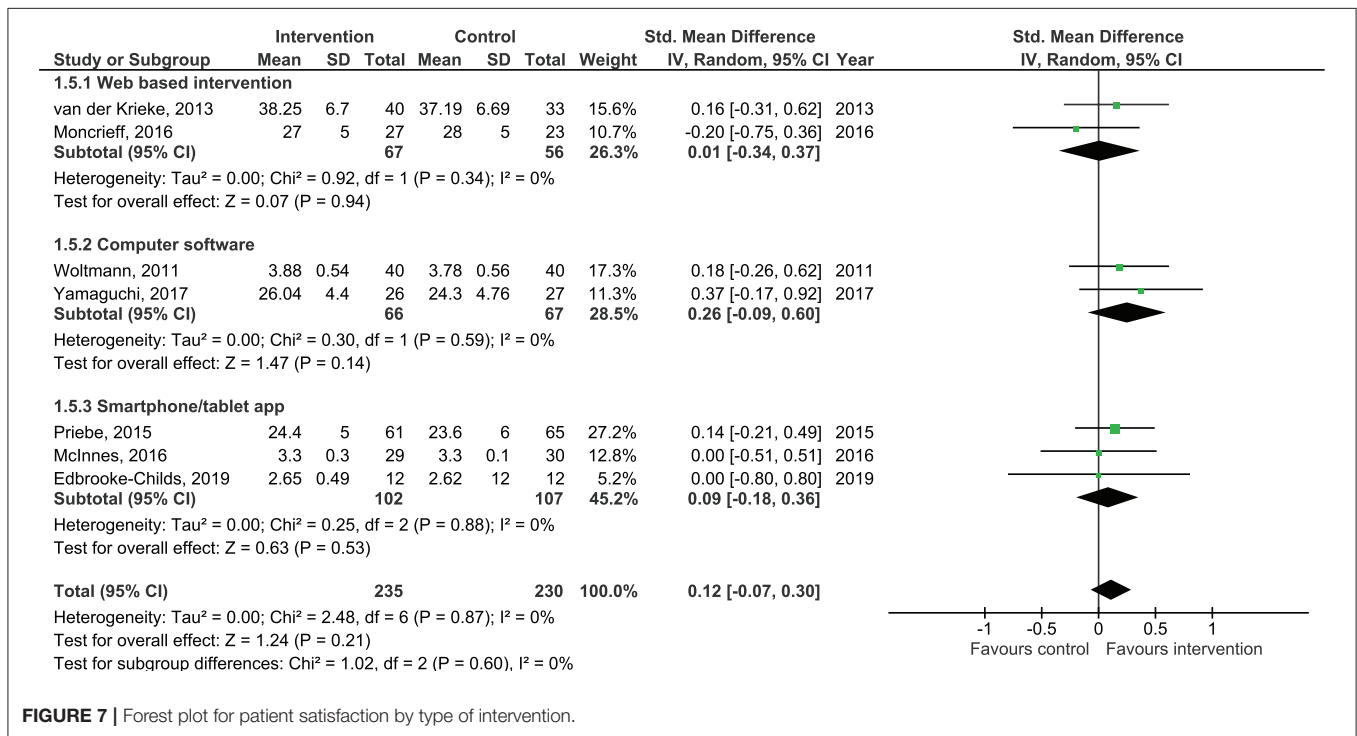 Intervention Control Std. Mean Difference Std. Mean Difference
Study or Subgroup Mean SD Total Mean SD Total Weight IV, Random, 95% CI Year IV, Random, 95% CI
1.5.1 Web based intervention
van der Krieke, 2013 38.25 6.7 40 37.19 6.69 33 15.6% 0.16 [-0.31, 0.62] 2013
Moncrieff, 2016 27 5 27 28 5 23 10.7% -0.20 [-0.75, 0.36] 2016
Subtotal (95% CI) 67 56 26.3% 0.01 [-0.34, 0.37]
Heterogeneity: Tau² = 0.00; Chi² = 0.92, df = 1 (P = 0.34); I² = 0%
Test for overall effect: Z = 0.07 (P = 0.94)
1.5.2 Computer software
Woltmann, 2011 3.88 0.54 40 3.78 0.56 40 17.3% 0.18 [-0.26, 0.62] 2011
Yamaguchi, 2017 26.04 4.4 26 24.3 4.76 27 11.3% 0.37 [-0.17, 0.92] 2017
Subtotal (95% CI) 66 67 28.5% 0.26 [-0.09, 0.60]
Heterogeneity: Tau² = 0.00; Chi² = 0.30, df = 1 (P = 0.59); I² = 0%
Test for overall effect: Z = 1.47 (P = 0.14)
1.5.3 Smartphone/tablet app
Priebe, 2015 24.4 5 61 23.6 6 65 27.2% 0.14 [-0.21, 0.49] 2015
McInnes, 2016 3.3 0.3 29 3.3 0.1 30 12.8% 0.00 [-0.51, 0.51] 2016
Edbrooke-Childs, 2019 2.65 0.49 12 2.62 12 12 5.2% 0.00 [-0.80, 0.80] 2019
Subtotal (95% CI) 102 107 45.2% 0.09 [-0.18, 0.36]
Heterogeneity: Tau² = 0.00; Chi² = 0.25, df = 2 (P = 0.88); I² = 0%
Test for overall effect: Z = 0.63 (P = 0.53)
Total (95% CI) 235 230 100.0% 0.12 [-0.07, 0.30]
Heterogeneity: Tau² = 0.00; Chi² = 2.48, df = 6 (P = 0.87); I² = 0%
Test for overall effect: Z = 1.24 (P = 0.21)
Test for subgroup differences: Chi² = 1.02, df = 2 (P = 0.60), I² = 0%
-1 -0.5 0 0.5 1
Favours control Favours intervention
FIGURE 7 | Forest plot for patient satisfaction by type of intervention.